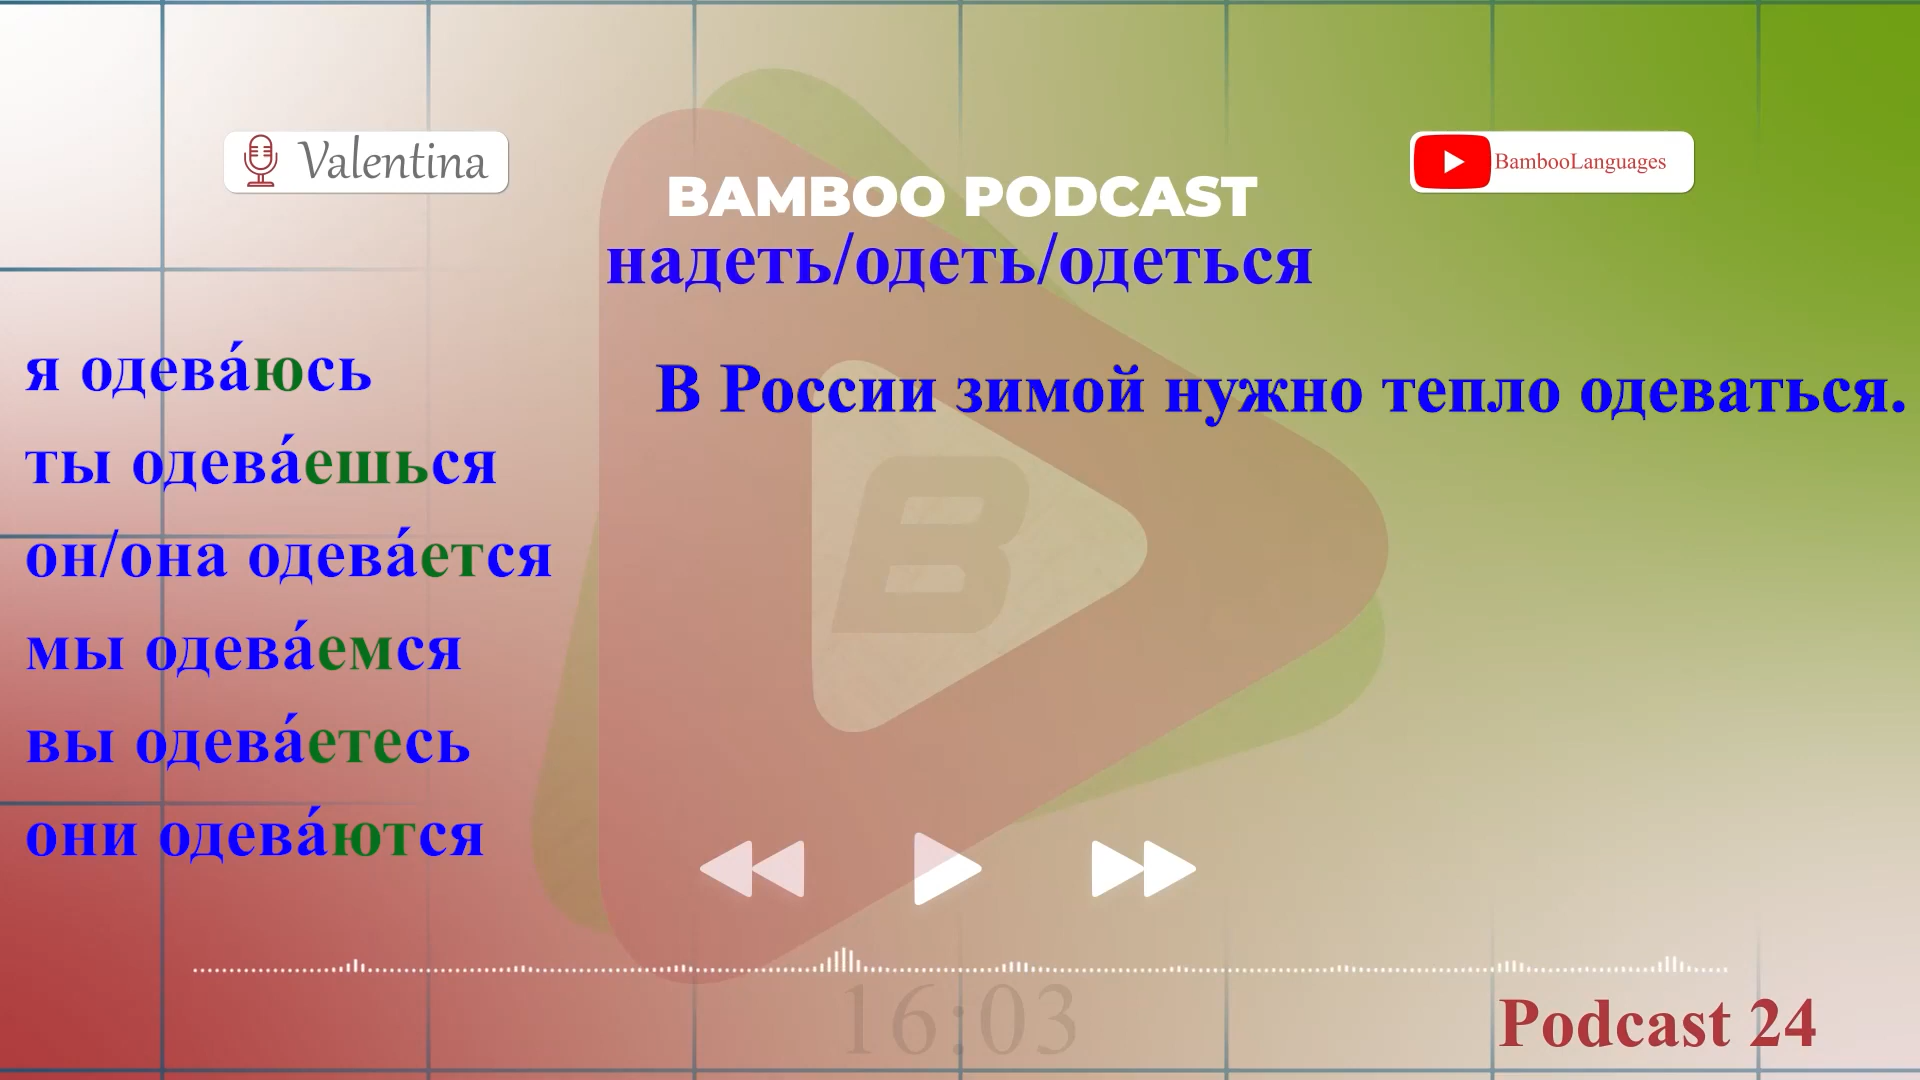 Valentina
BambooLanguages
BAMBOO PODCAST
надеть/одеть/одеться
я одева́юсь
ты одева́ешься
он/она одева́ется
мы одева́емся
вы одева́етесь
они одева́ются
В России зимой нужно тепло одеваться.
B
16:03
Podcast 24